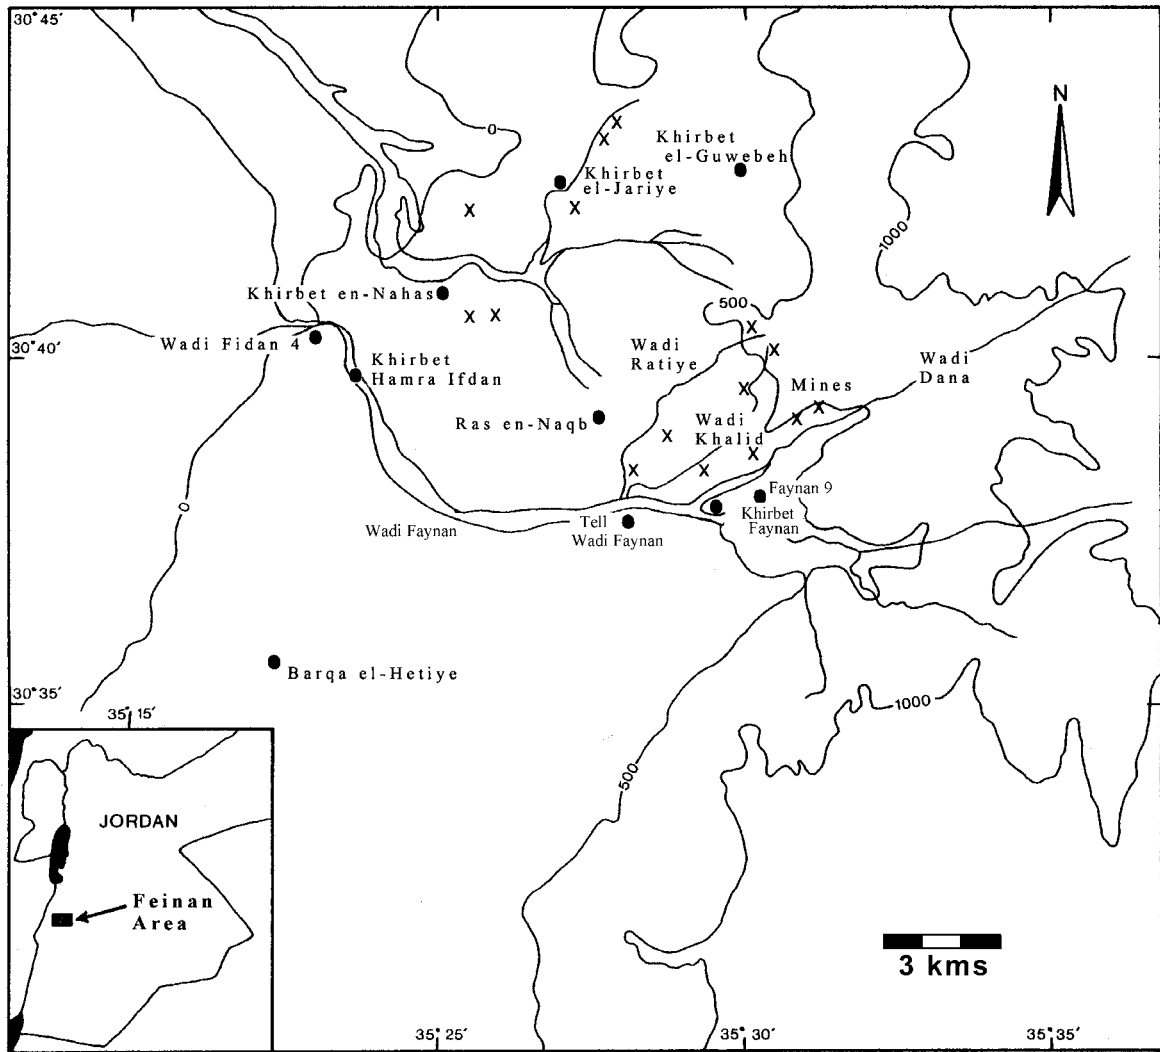 30°45′
N
0
Khirbet
el-Guwebeh
Khirbet
el-Jariye
X
X
X
X
1000
Khirbet en-Nahas
X
X
500
X
Wadi Fidan 4
30°40′
Wadi
Ratiye
X
Wadi
Dana
Khirbet
Hamra Ifdan
X
Mines
X
X
Ras en-Naqb
Wadi
Khalid
X
X
X
X
Faynan 9
0
Khirbet
Faynan
Tell
Wadi Faynan
Wadi Faynan
Barqa el-Hetiye
30°35′
35°15′
1000
500
JORDAN
Feinan
Area
3 kms
35°25′
35°30′
35°35′